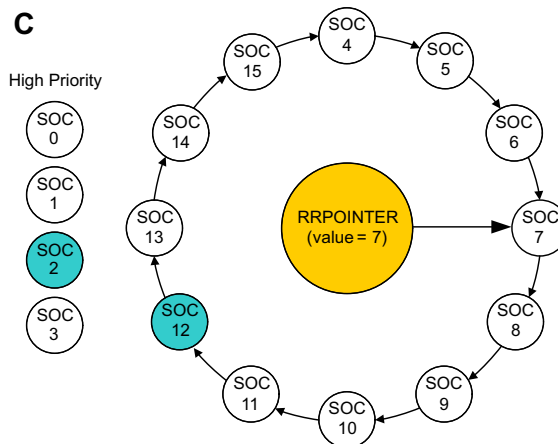 C
High Priority
SOC
0
SOC
1
SOC
2
SOC
3
SOC
4
SOC
5
SOC
6
SOC
7
SOC
8
SOC
9
SOC
10
SOC
11
SOC
12
SOC
13
SOC
14
SOC
15
RRPOINTER
(value = 7)